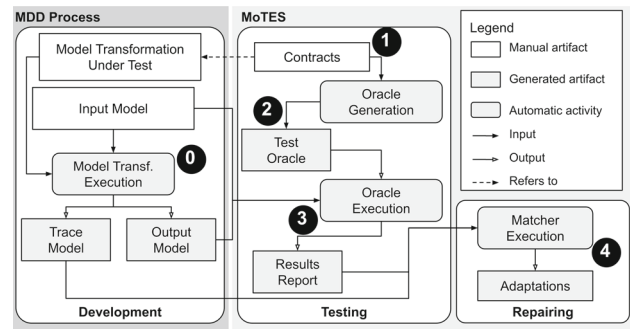 MDD Process
MoTES
Model Transformation
Under Test
Contracts
1
Input Model
Oracle
Generation
2
Test
Oracle
0
Model Transf.
Execution
Oracle
Execution
3
Trace
Model
Output
Model
Results
Report
Development
Testing
Legend
Manual artifact
Generated artifact
Automatic activity
Input
Output
Refers to
Matcher
Execution
4
Adaptations
Repairing